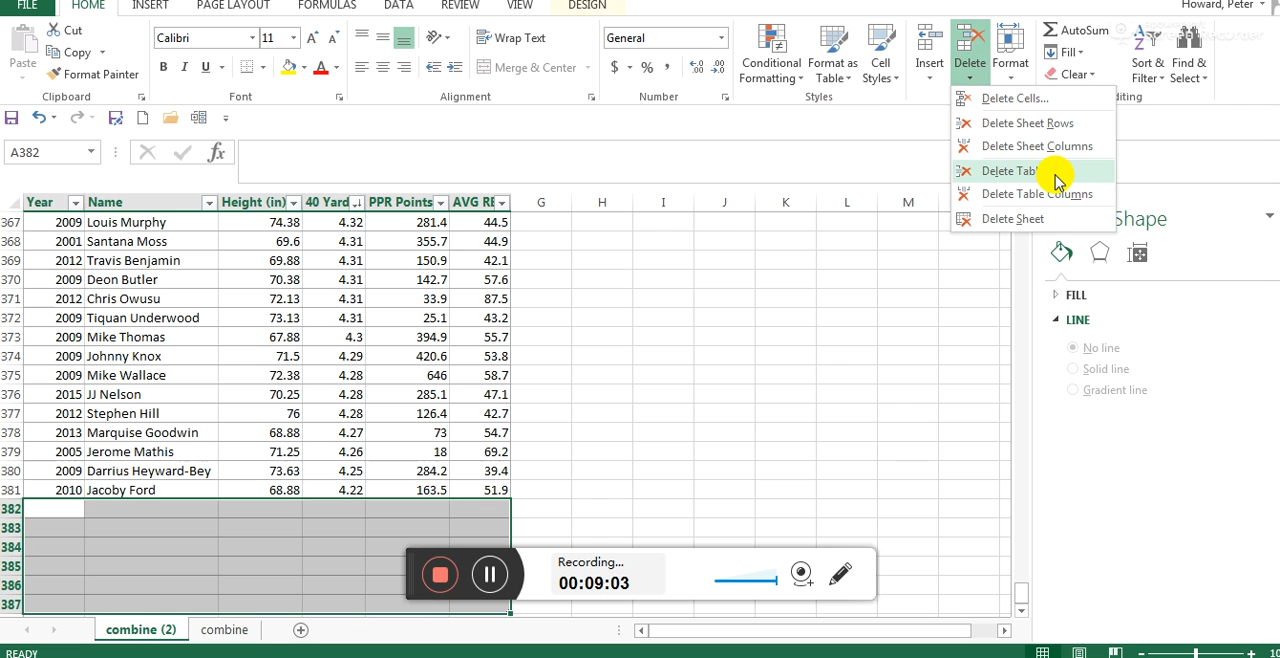 FILE HOME INSERT PAGE LAYOUT FORMULAS DATA REVIEW VIEW DESIGN Howard, Peter
Paste
Cut
Copy
Format Painter
Clipboard
Calibri 11
B I U
Font
Wrap Text
Merge & Center
Alignment
General
$ % ,
Number
Conditional Formatting
Format as Table
Cell Styles
Styles
Insert
Delete
Format
AutoSum
Fill
Clear
Sort & Filter
Find & Select
Delete Cells...
Delete Sheet Rows
Delete Sheet Columns
Delete
Delete Table Columns
Delete Sheet
A382
fx
Year Name Height (in) 40 Yard PPR Points AVG G H I J K L M
367 2009 Louis Murphy 74.38 4.32 281.4 44.5
368 2001 Santana Moss 69.6 4.31 355.7 44.9
369 2012 Travis Benjamin 69.88 4.31 150.9 42.1
370 2009 Deon Butler 70.38 4.31 142.7 57.6
371 2012 Chris Owusu 72.13 4.31 33.9 87.5
372 2009 Tiquan Underwood 73.13 4.31 25.1 43.2
373 2009 Mike Thomas 67.88 4.3 394.9 55.7
374 2009 Johnny Knox 71.5 4.29 420.6 53.8
375 2009 Mike Wallace 72.38 4.28 646 58.7
376 2015 JJ Nelson 70.25 4.28 285.1 47.1
377 2012 Stephen Hill 76 4.28 126.4 42.7
378 2013 Marquise Goodwin 68.88 4.27 73 54.7
379 2005 Jerome Mathis 71.25 4.26 18 69.2
380 2009 Darrius Heyward-Bey 73.63 4.25 284.2 39.4
381 2010 Jacoby Ford 68.88 4.22 163.5 51.9
382
383
384
385
386
387
Shape
FILL
LINE
No line
Solid line
Gradient line
Recording...
00:09:03
combine (2) combine
READY